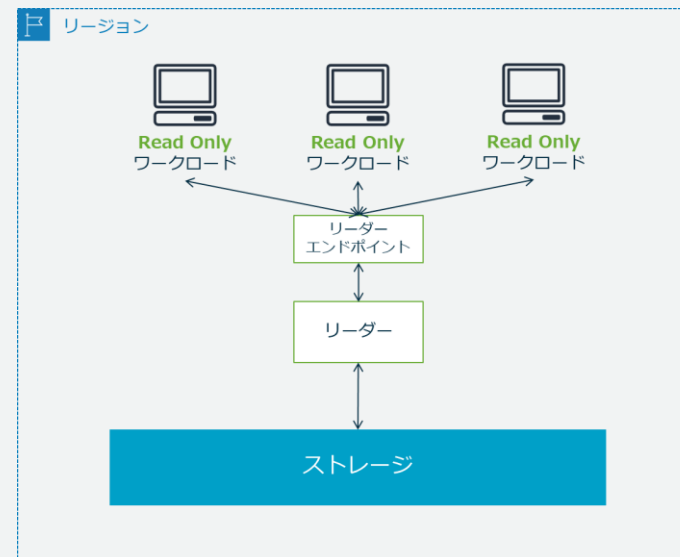 リージョン
Read Only
ワークロード
Read Only
ワークロード
Read Only
ワークロード
リーダー
エンドポイント
リーダー
ストレージ